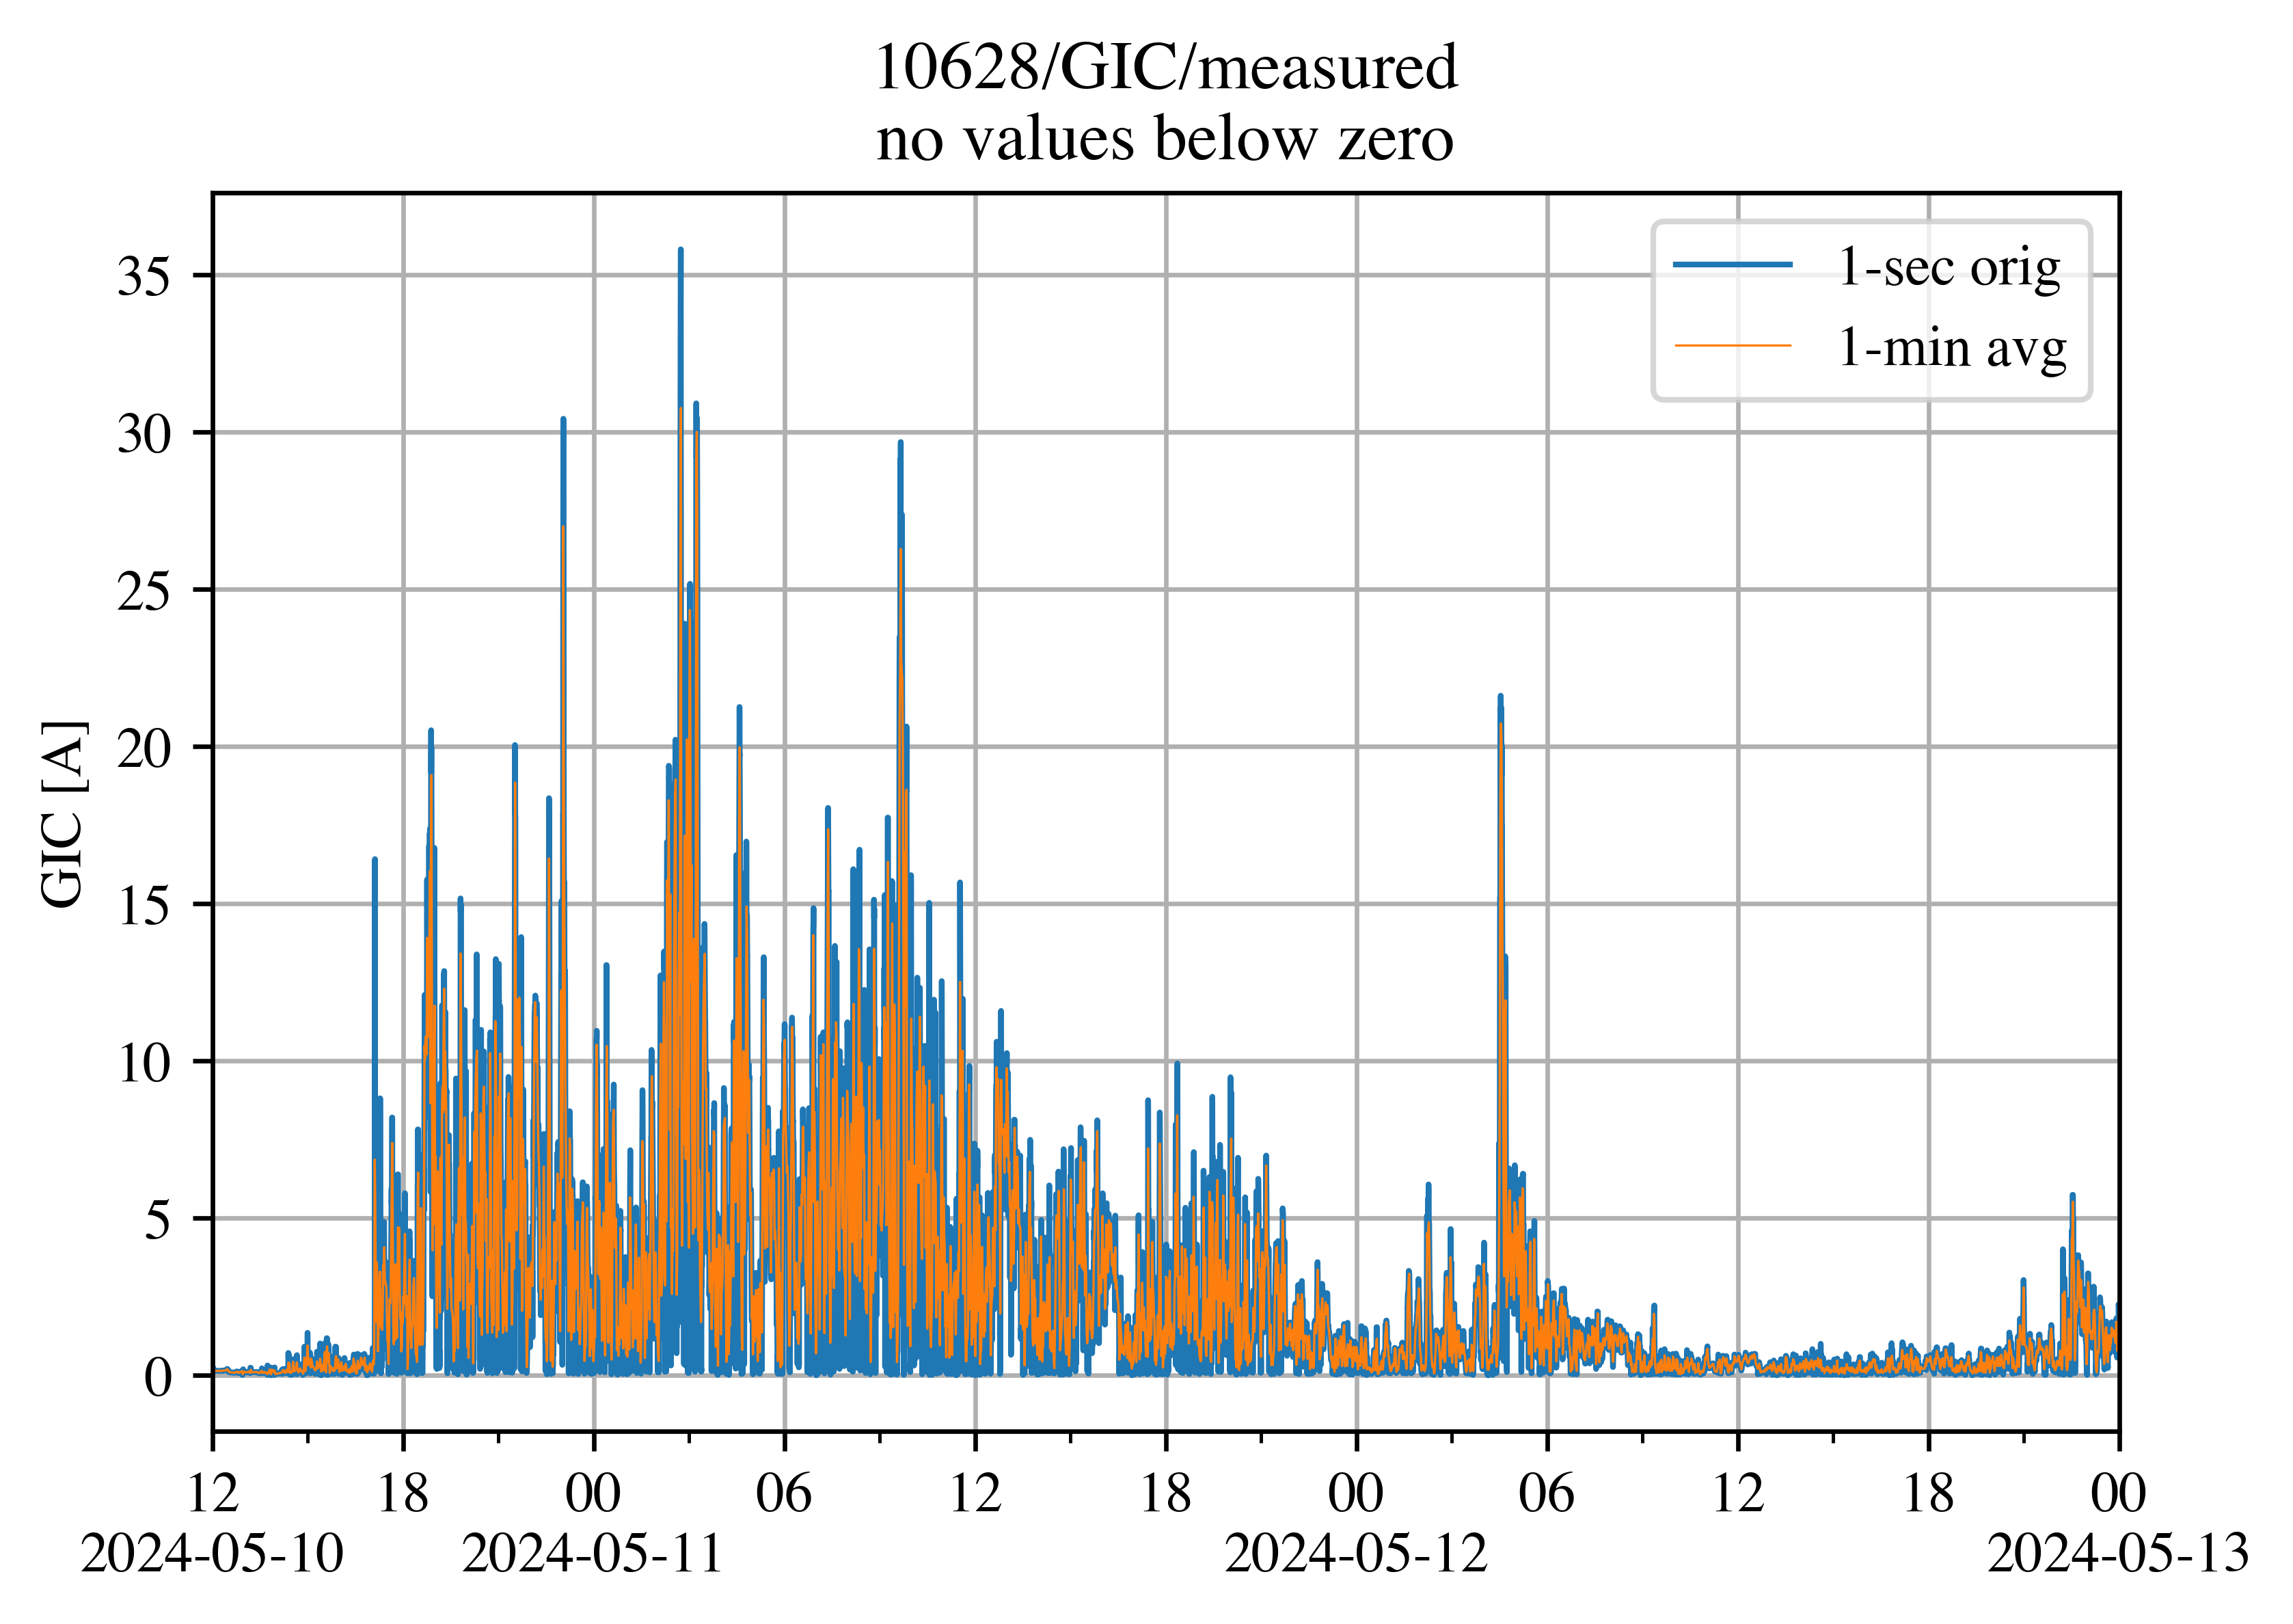 10628/GIC/measured
no values below zero
1-sec orig
1-min avg
GIC [A]
35
30
25
20
15
10
5
0
12 18 00 06 12 18 00 06 12 18 00
2024-05-10 2024-05-11 2024-05-12 2024-05-13